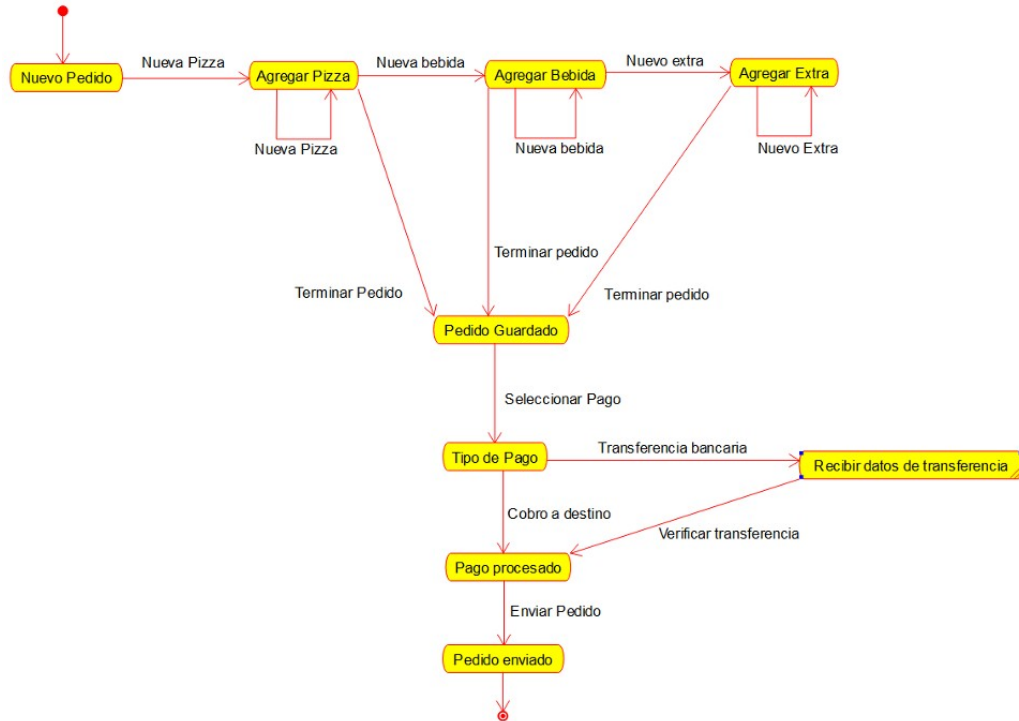 Nueva Pizza
Nueva bebida
Nuevo extra
Nuevo Pedido
Agregar Pizza
Agregar Bebida
Agregar Extra
Nueva Pizza
Nueva bebida
Nuevo Extra
Terminar pedido
Terminar Pedido
Terminar pedido
Pedido Guardado
Seleccionar Pago
Transferencia bancaria
Tipo de Pago
Recibir datos de transferencia
Cobro a destino
Verificar transferencia
Pago procesado
Enviar Pedido
Pedido enviado